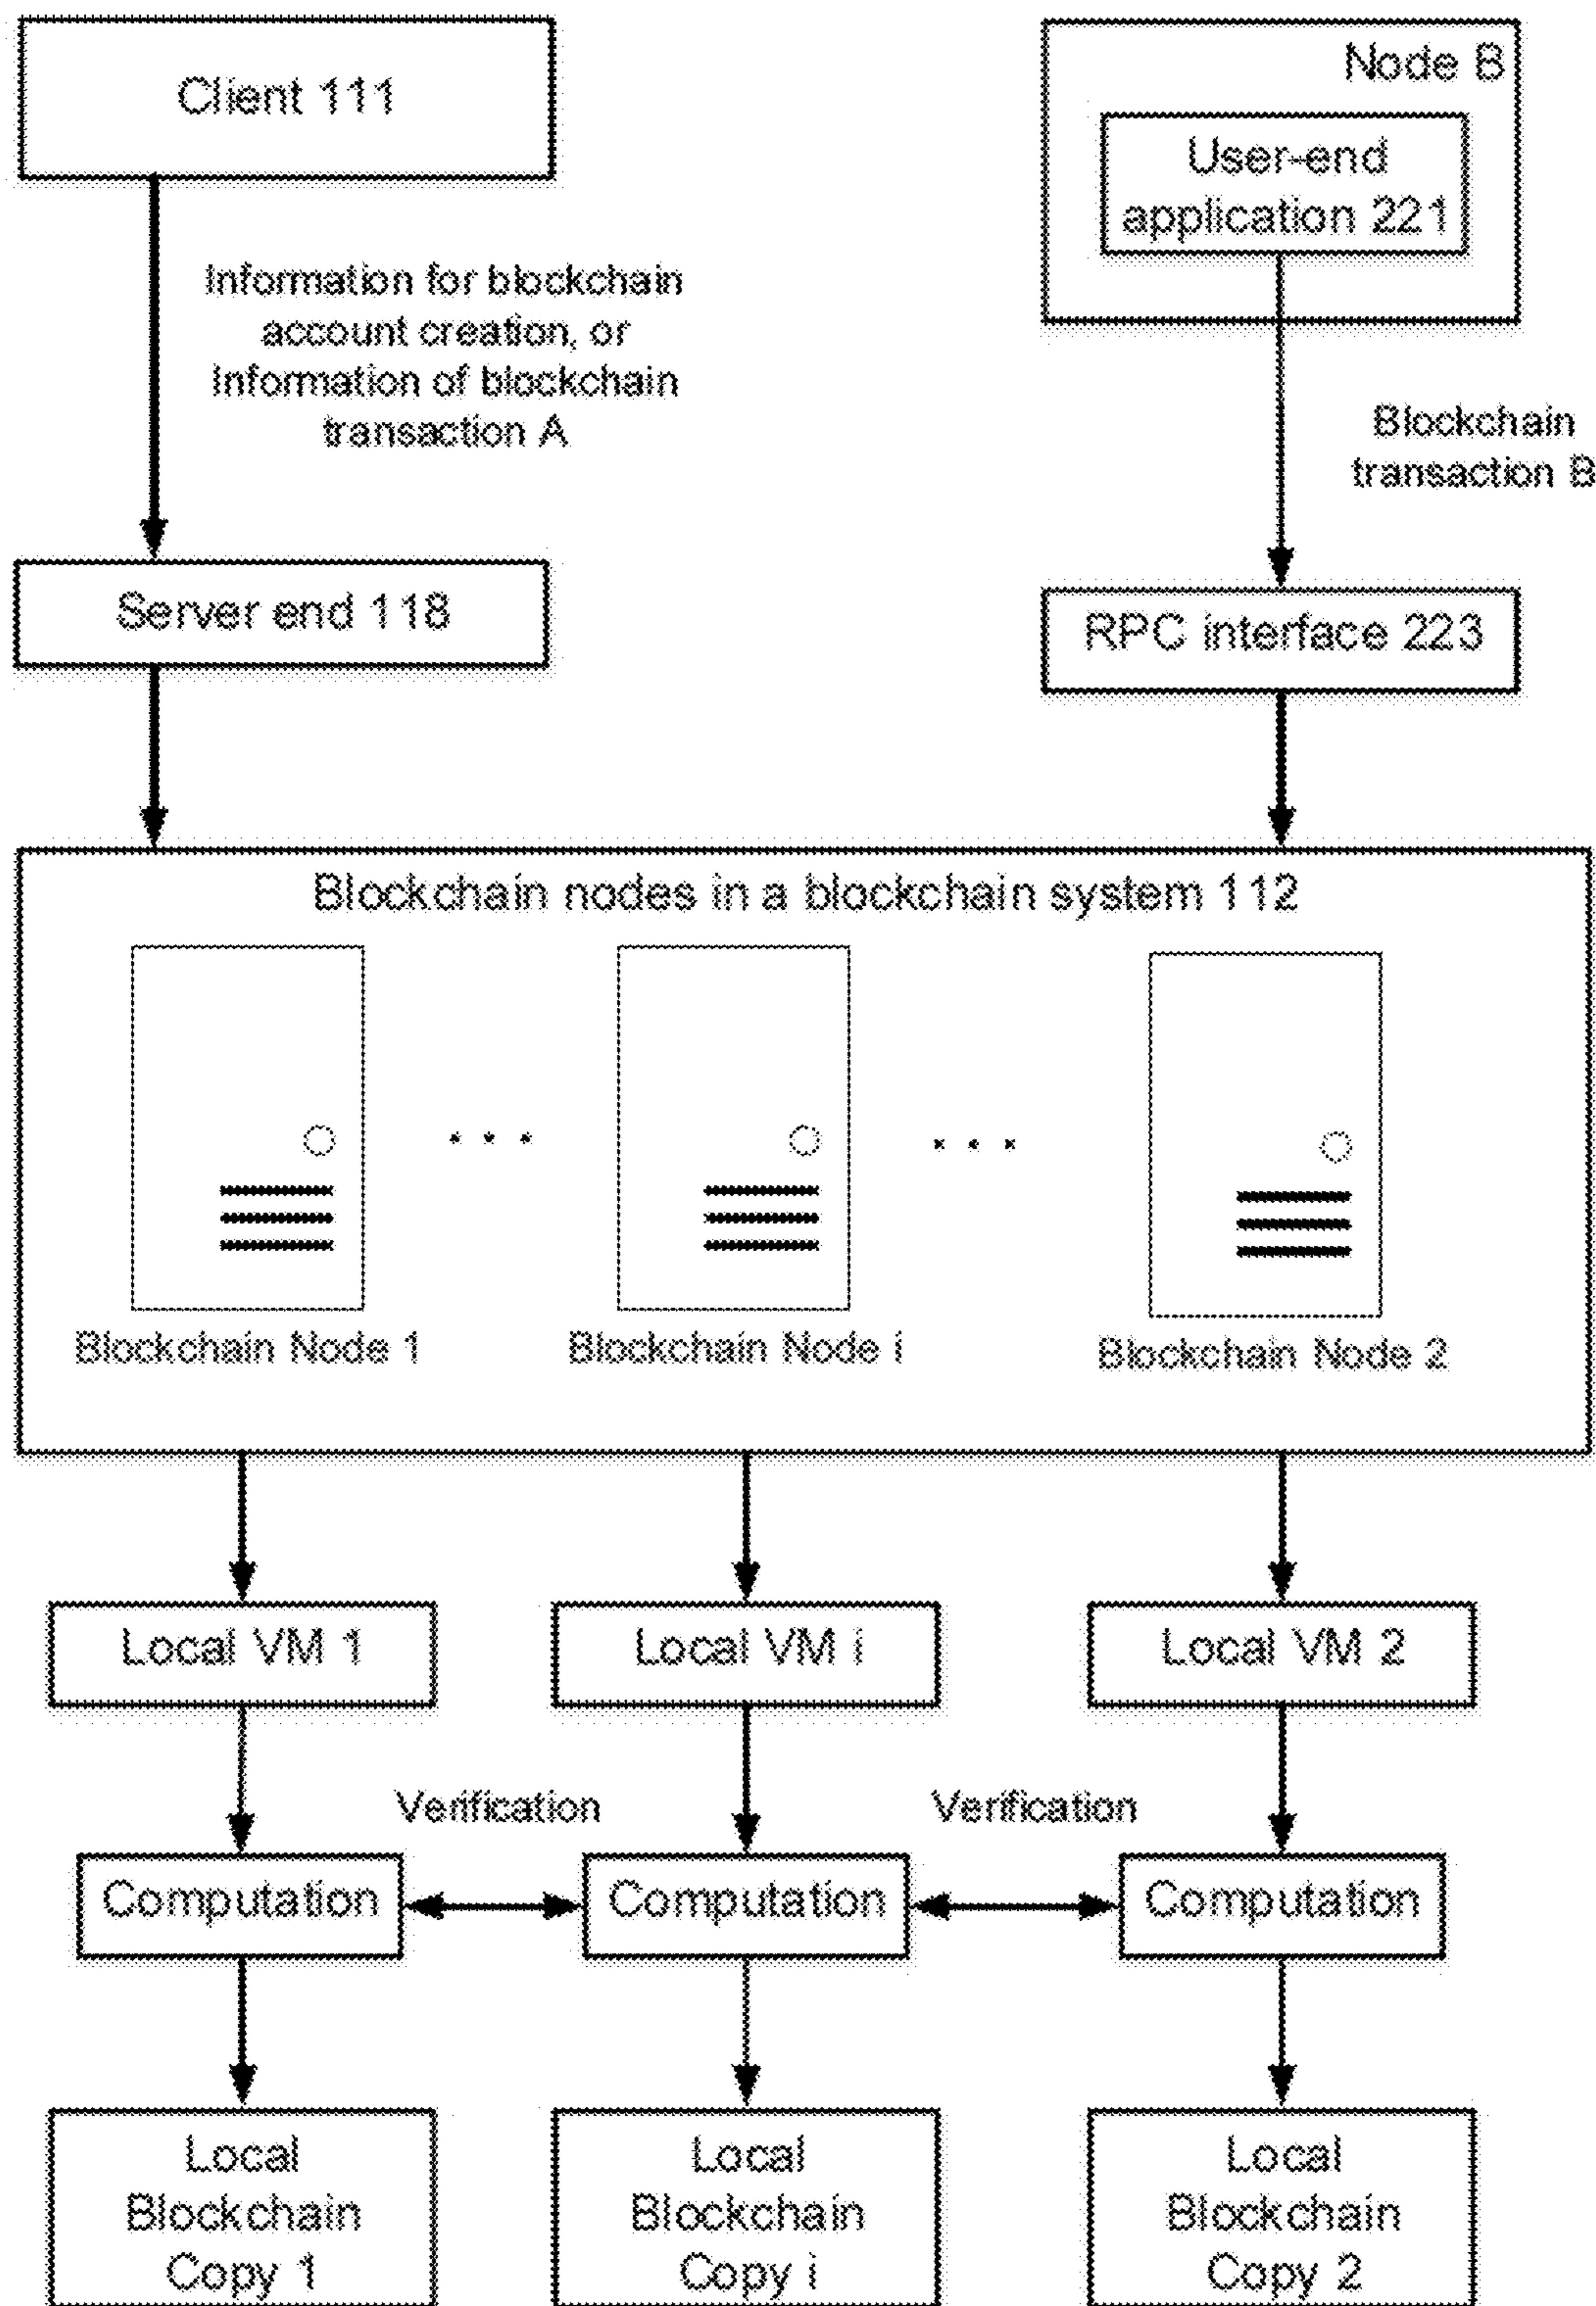 Client 111
Node B
User-end
application 221
Information for blockchain
account creation, or
Information of blockchain
transaction A
Blockchain
transaction B
Server end 118
RPC interface 223
Blockchain nodes in a blockchain system 112
. . .
. . .
Blockchain Node 1
Blockchain Node i
Blockchain Node 2
Local VM 1
Local VM i
Local VM 2
Verification
Verification
Computation
Computation
Computation
Local
Blockchain
Copy 1
Local
Blockchain
Copy i
Local
Blockchain
Copy 2